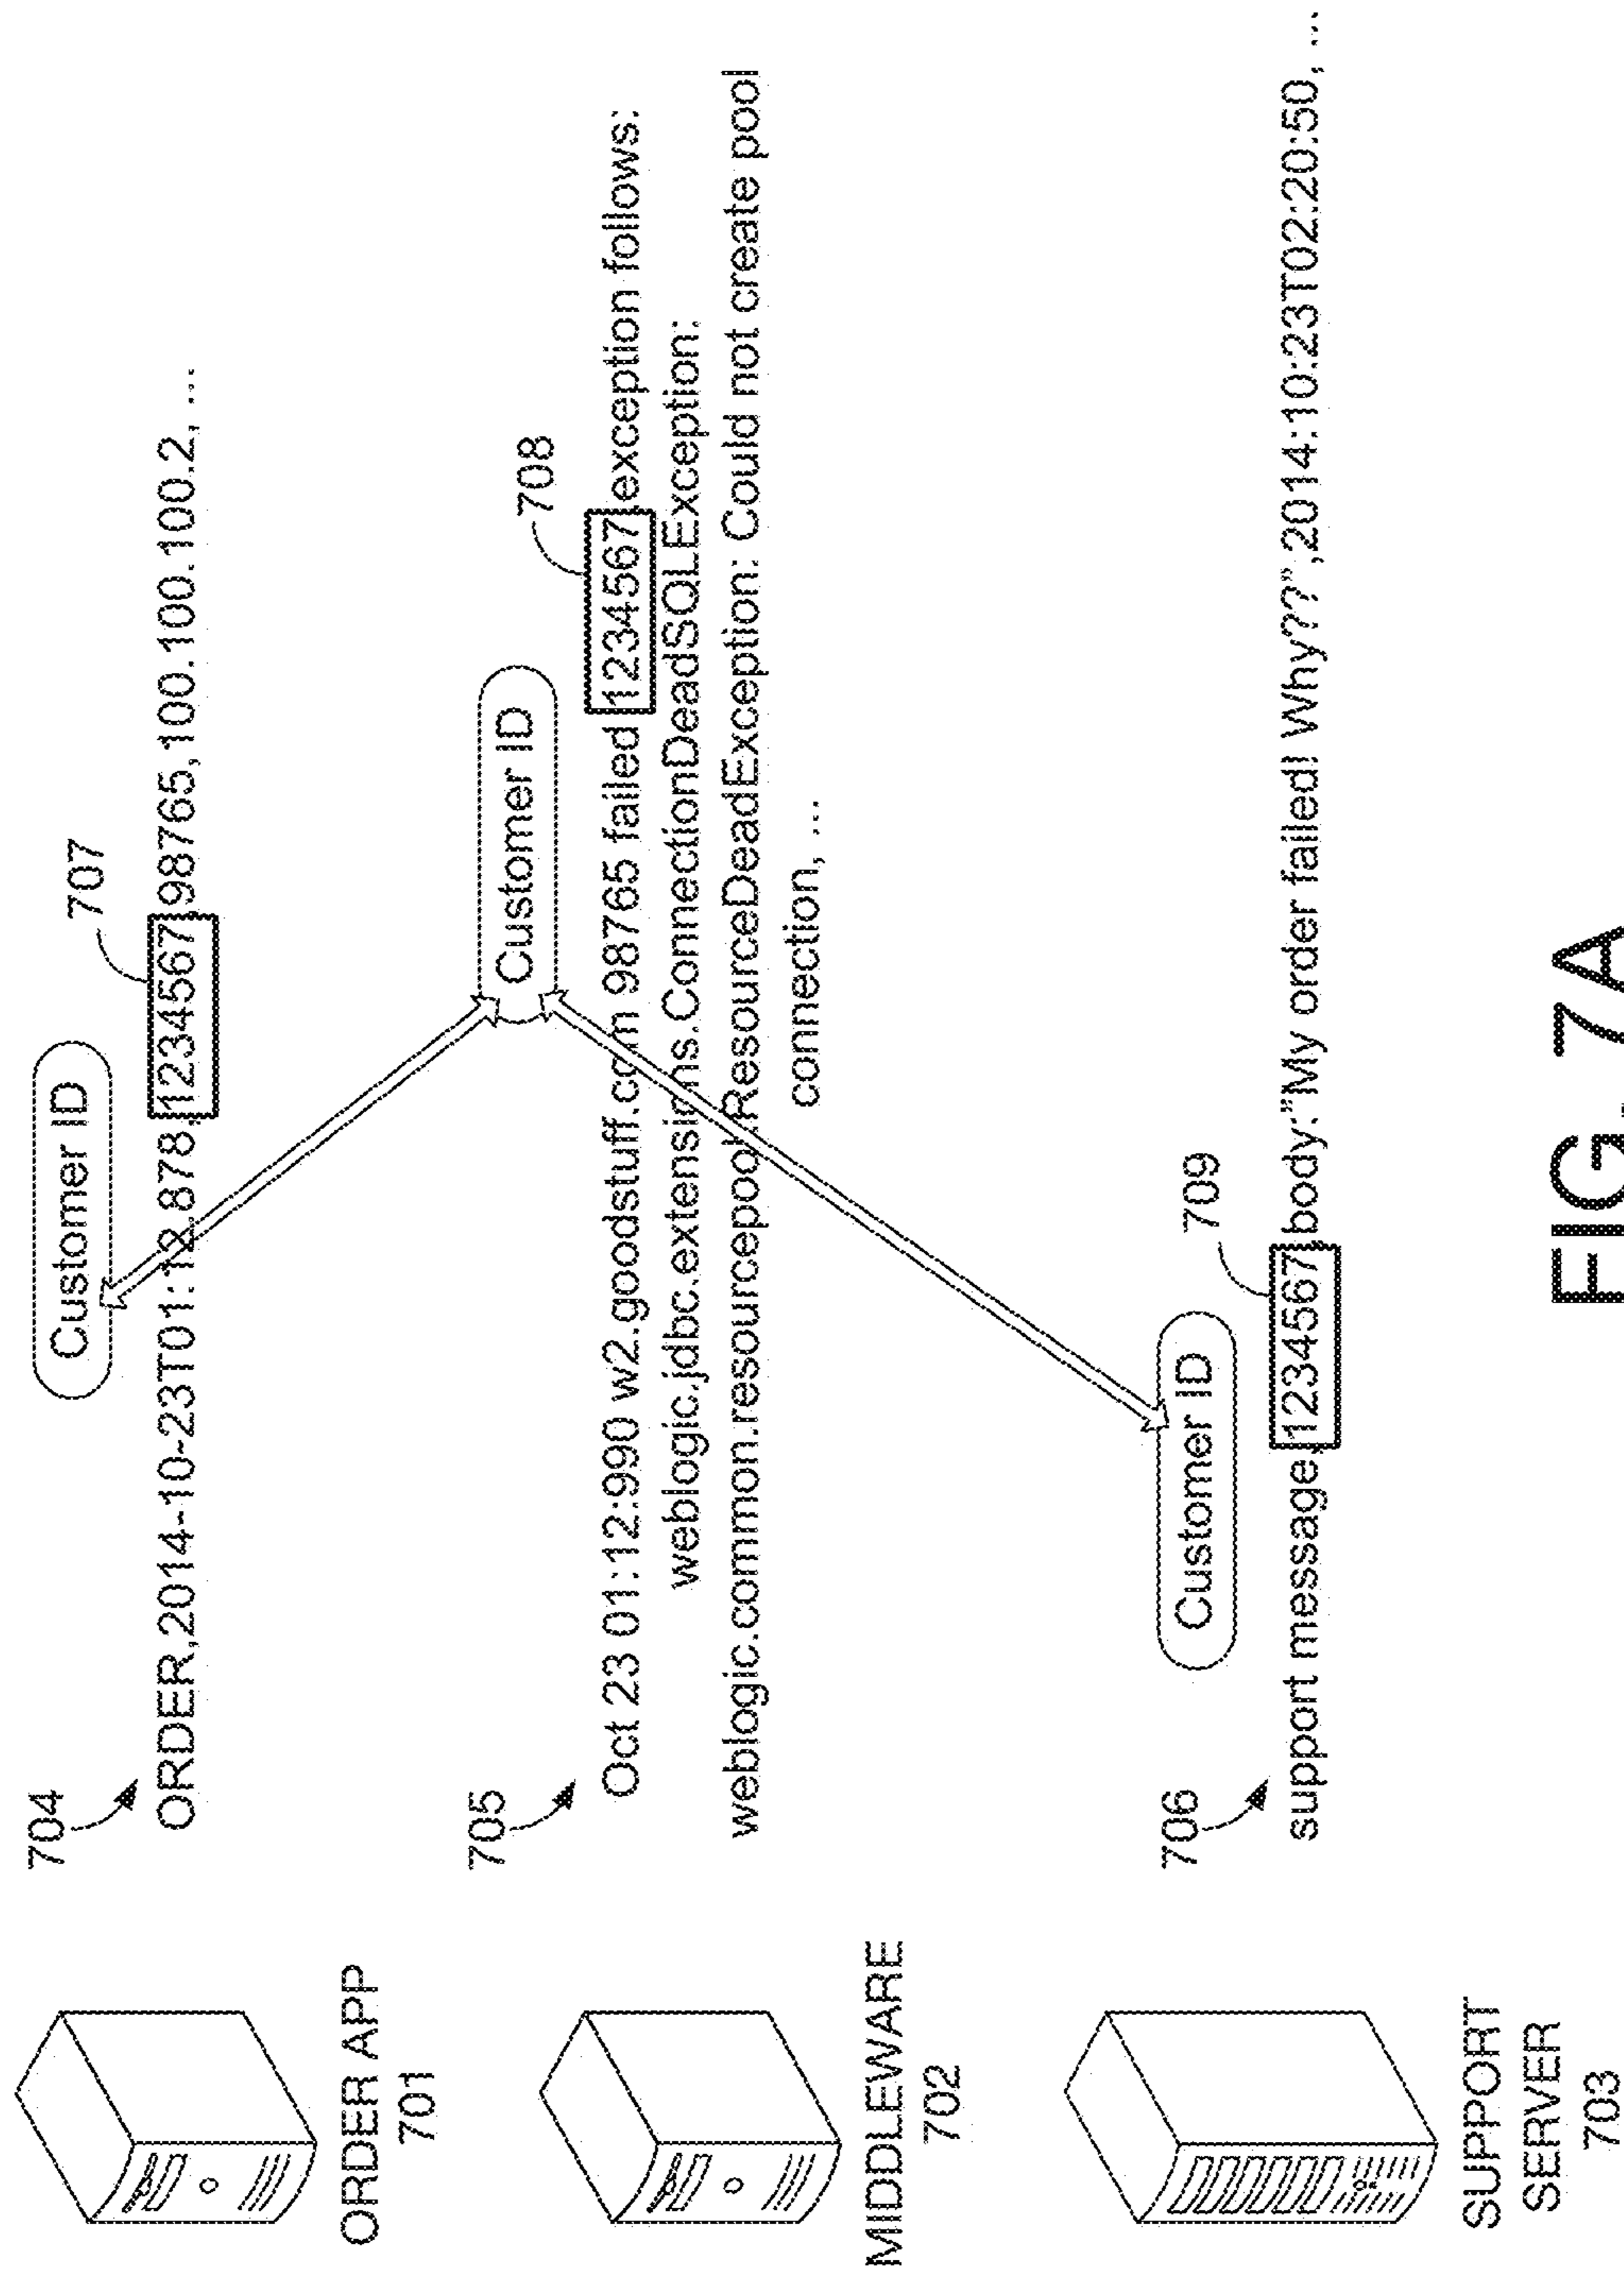 704
Customer ID
707
ORDER,2014-10-23T01:12.878,1234567,98765,100.100.100.2, ...
ORDER APP
701
705
Customer ID
708
Oct 23 01:12:990 w2.goodstuff.com 98765 failed 1234567 exception follows:
weblogic.jdbc.extensions.ConnectionDeadSQLException:
weblogic.common.resourcepool.ResourceDeadException: Could not create pool
connection, ...
MIDDLEWARE
702
706
Customer ID
709
support message,1234567,body:"My order failed! Why??",2014:10:23T02:20:50, ...
SUPPORT
SERVER
703
FIG. 7A